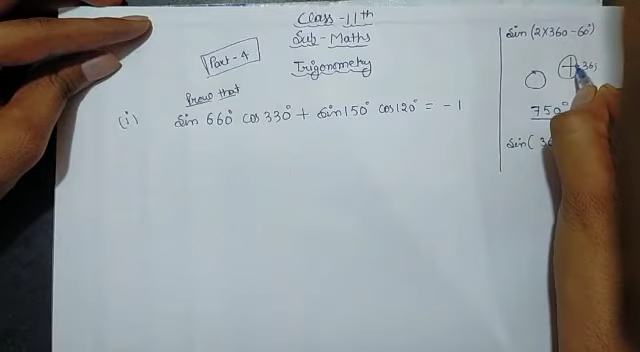 Class - 11th
Sub - Maths
Part - 4
Trigonometry
Prove that
(i) Sin 660° cos 330° + sin 150° cos 120° = - 1
Sin (2×360 - 60°)
750°
Sin (